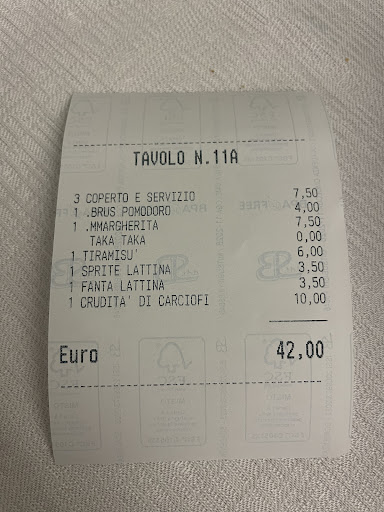 TAVOLO N.11A
3 COPERTO E SERVIZIO 7,50
1 .BRUS POMODORO 4,00
1 .MMARGHERITA 7,50
TAKA TAKA 0,00
1 TIRAMISU' 6,00
1 SPRITE LATTINA 3,50
1 FANTA LATTINA 3,50
1 CRUDITA' DI CARCIOFI 10,00
Euro 42,00